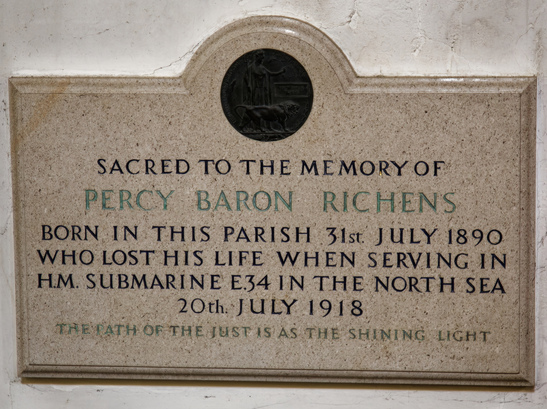 SACRED TO THE MEMORY OF
PERCY BARON RICHENS
BORN IN THIS PARISH 31st. JULY 1890
WHO LOST HIS LIFE WHEN SERVING IN
H.M. SUBMARINE E34 IN THE NORTH SEA
20th. JULY 1918
THE PATH OF THE JUST IS AS THE SHINING LIGHT